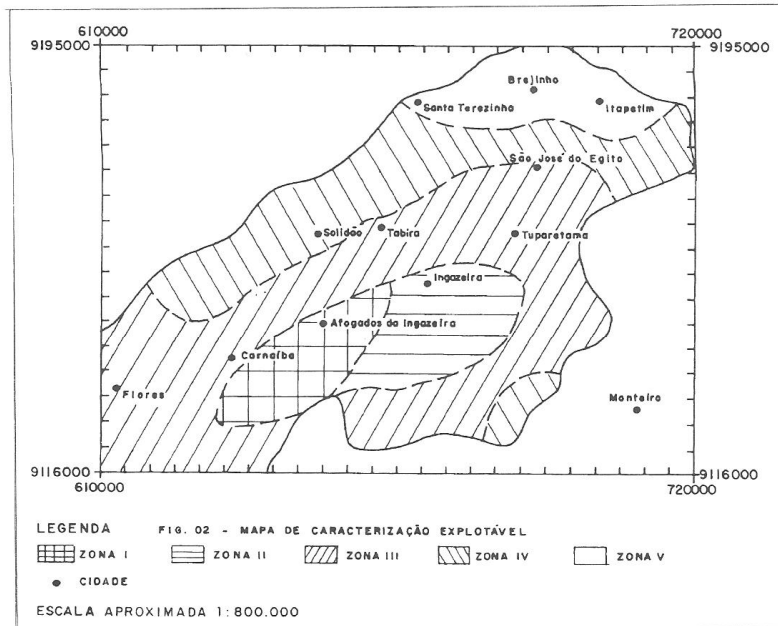 610000 720000
9195000 9195000
Brejinho
Santa Terezinha Itapetim
São José do Egito
Solidão Tabira Tuparetama
Ingazeira
Afogados da Ingazeira
Carnaíba
Flores Monteiro
9116000 9116000
610000 720000
LEGENDA FIG. 02 - MAPA DE CARACTERIZAÇÃO EXPLOTÁVEL
ZONA I ZONA II ZONA III ZONA IV ZONA V
CIDADE
ESCALA APROXIMADA 1:800.000